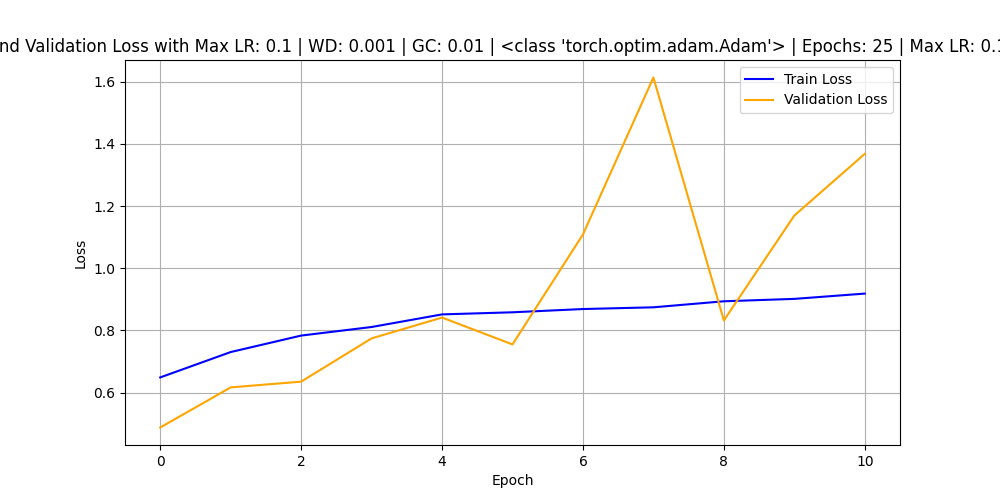 nd Validation Loss with Max LR: 0.1 | WD: 0.001 | GC: 0.01 | <class 'torch.optim.adam.Adam'> | Epochs: 25 | Max LR: 0.1
Train Loss
Validation Loss
1.6
1.4
1.2
1.0
0.8
0.6
Loss
0 2 4 6 8 10
Epoch